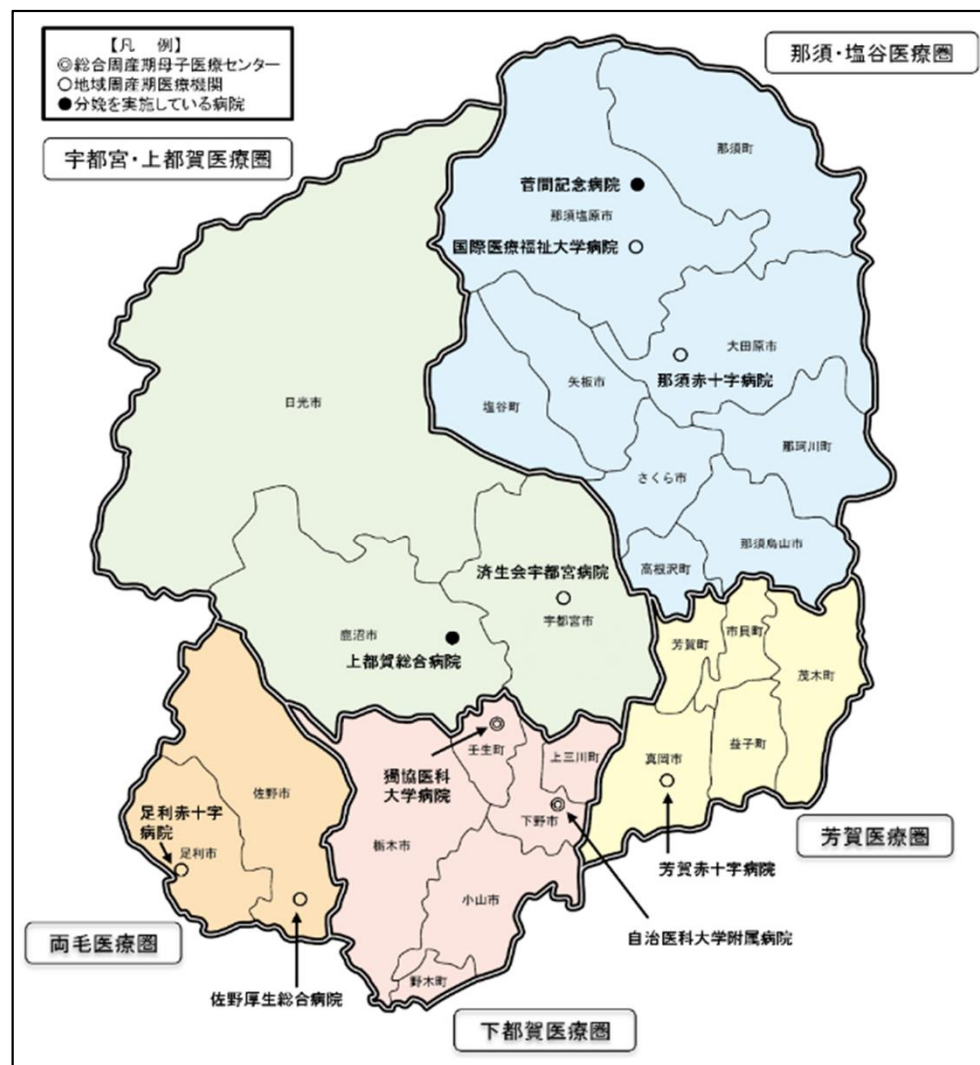 【凡　例】
◎総合周産期母子医療センター
○地域周産期医療機関
●分娩を実施している病院
那須・塩谷医療圏
宇都宮・上都賀医療圏
那須町
菅間記念病院
那須塩原市
国際医療福祉大学病院
大田原市
那須赤十字病院
矢板市
日光市
塩谷町
那珂川町
さくら市
那須烏山市
高根沢町
済生会宇都宮病院
宇都宮市
鹿沼市
上都賀総合病院
芳賀町
市貝町
茂木町
壬生町
上三川町
真岡市
益子町
獨協医科
大学病院
佐野市
足利赤十字
病院
下野市
芳賀医療圏
栃木市
足利市
芳賀赤十字病院
小山市
自治医科大学附属病院
両毛医療圏
野木町
佐野厚生総合病院
下都賀医療圏